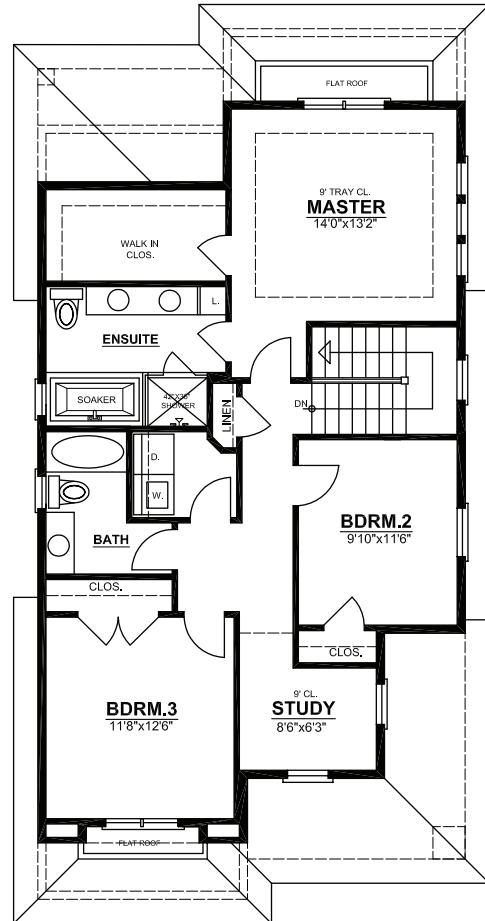 FLAT ROOF
9' TRAY CL.
MASTER
14'0"x13'2"
WALK IN
CLOS.
L.
ENSUITE
SOAKER
42"X36"
SHOWER
LINEN
DN
D.
W.
BATH
BDRM.2
9'10"x11'6"
CLOS.
CLOS.
BDRM.3
11'8"x12'6"
9' CL.
STUDY
8'6"x6'3"
FLAT ROOF